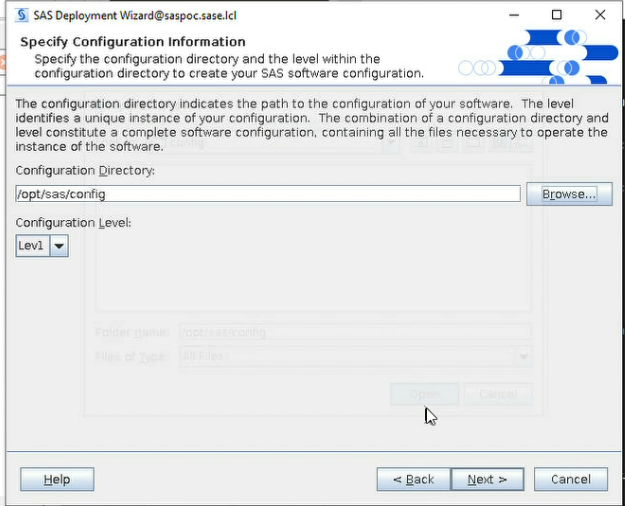 SAS Deployment Wizard@saspoc.sase.lcl
Specify Configuration Information
Specify the configuration directory and the level within the
configuration directory to create your SAS software configuration.
The configuration directory indicates the path to the configuration of your software. The level
identifies a unique instance of your configuration. The combination of a configuration directory and
level constitute a complete software configuration, containing all the files necessary to operate the
instance of the software.
config
Configuration Directory:
/opt/sas/config
Browse...
Configuration Level:
Lev1
Folder name: /opt/sas/config
Files of Type: All Files
Open Cancel
Help < Back Next > Cancel